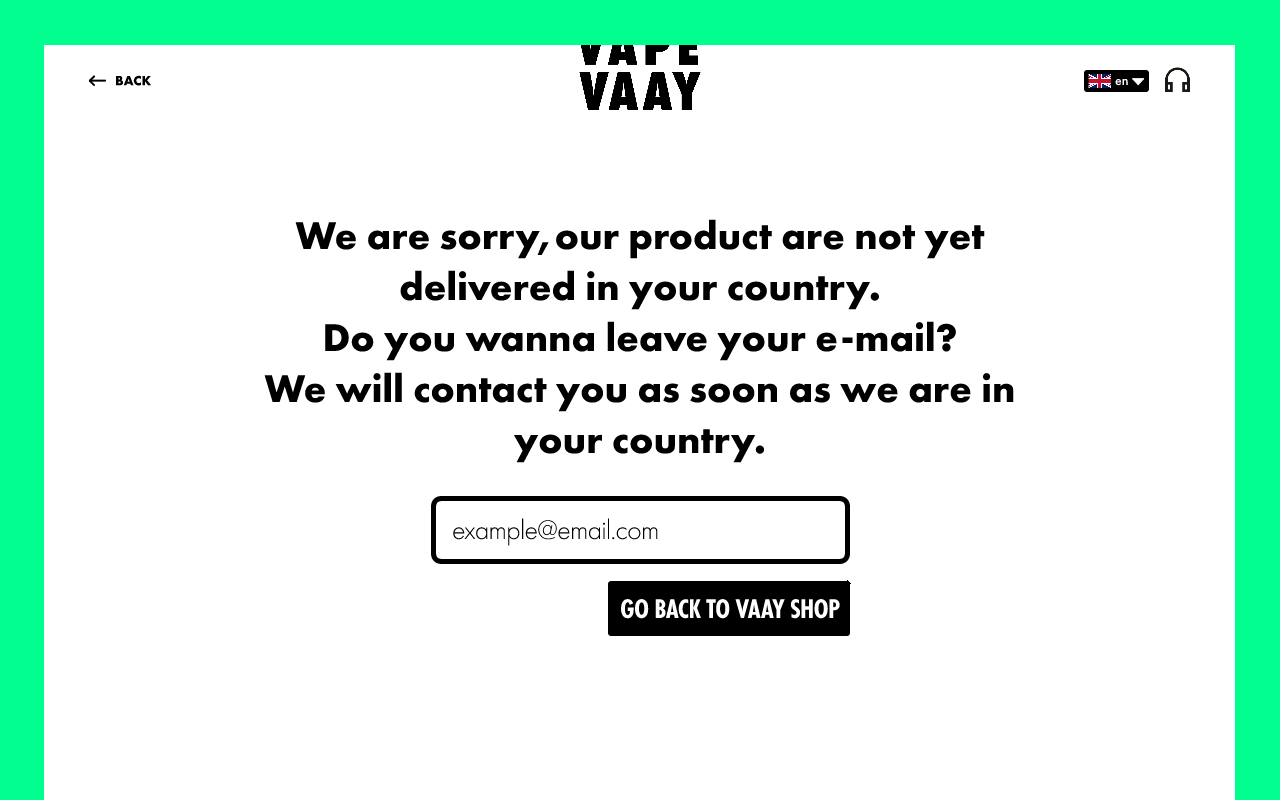 VAPE
VAAY
BACK
en
We are sorry, our product are not yet
delivered in your country.
Do you wanna leave your e-mail?
We will contact you as soon as we are in
your country.
example@email.com
GO BACK TO VAAY SHOP